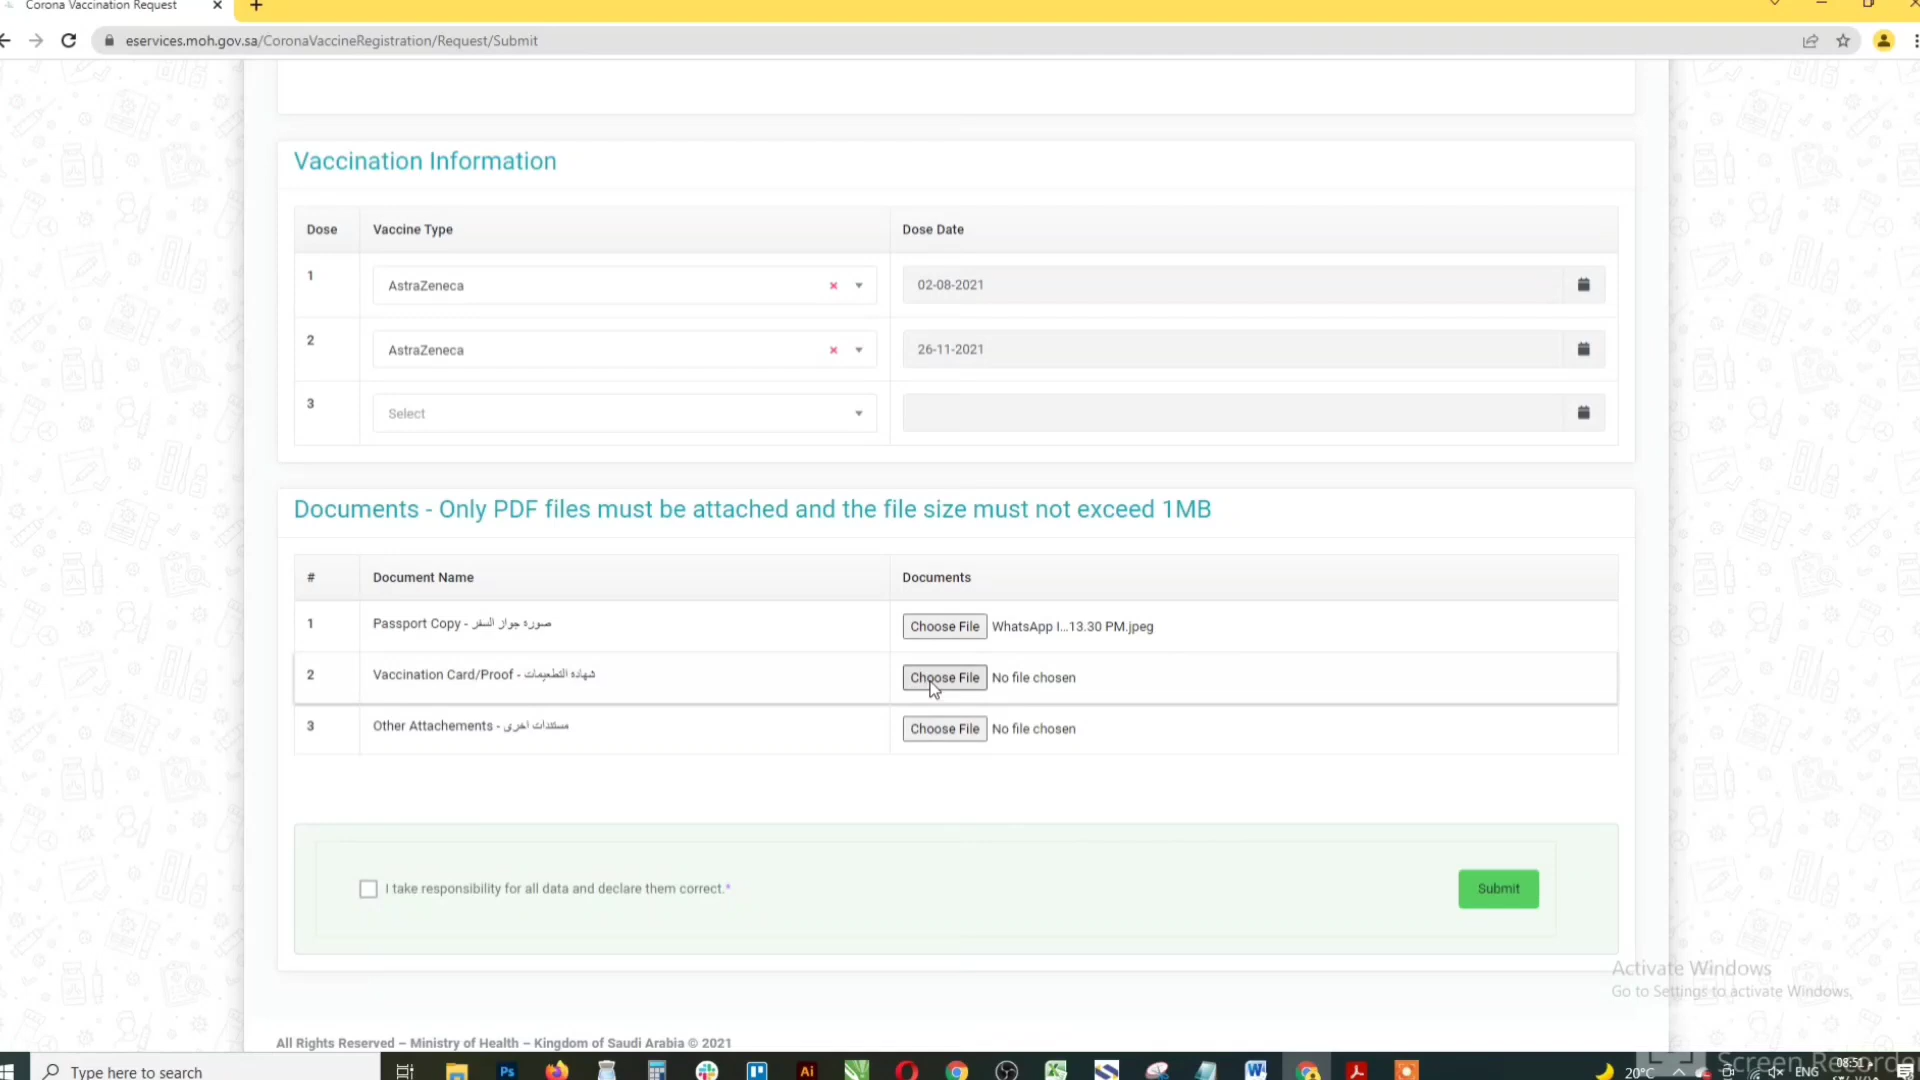 Corona Vaccination Request
eservices.moh.gov.sa/CoronaVaccineRegistration/Request/Submit
Vaccination Information
Dose Vaccine Type Dose Date
1 AstraZeneca 02-08-2021
2 AstraZeneca 26-11-2021
3 Select
Documents - Only PDF files must be attached and the file size must not exceed 1MB
# Document Name Documents
1 Passport Copy - صورة جواز السفر Choose File WhatsApp I...13.30 PM.jpeg
2 Vaccination Card/Proof - شهادة التطعيمات Choose File No file chosen
3 Other Attachements - مستندات اخرى Choose File No file chosen
I take responsibility for all data and declare them correct.*
Submit
Activate Windows
Go to Settings to activate Windows.
All Rights Reserved – Ministry of Health – Kingdom of Saudi Arabia © 2021
Type here to search
Ps
Ai
20°C
ENG
08:51
Screen Recorder